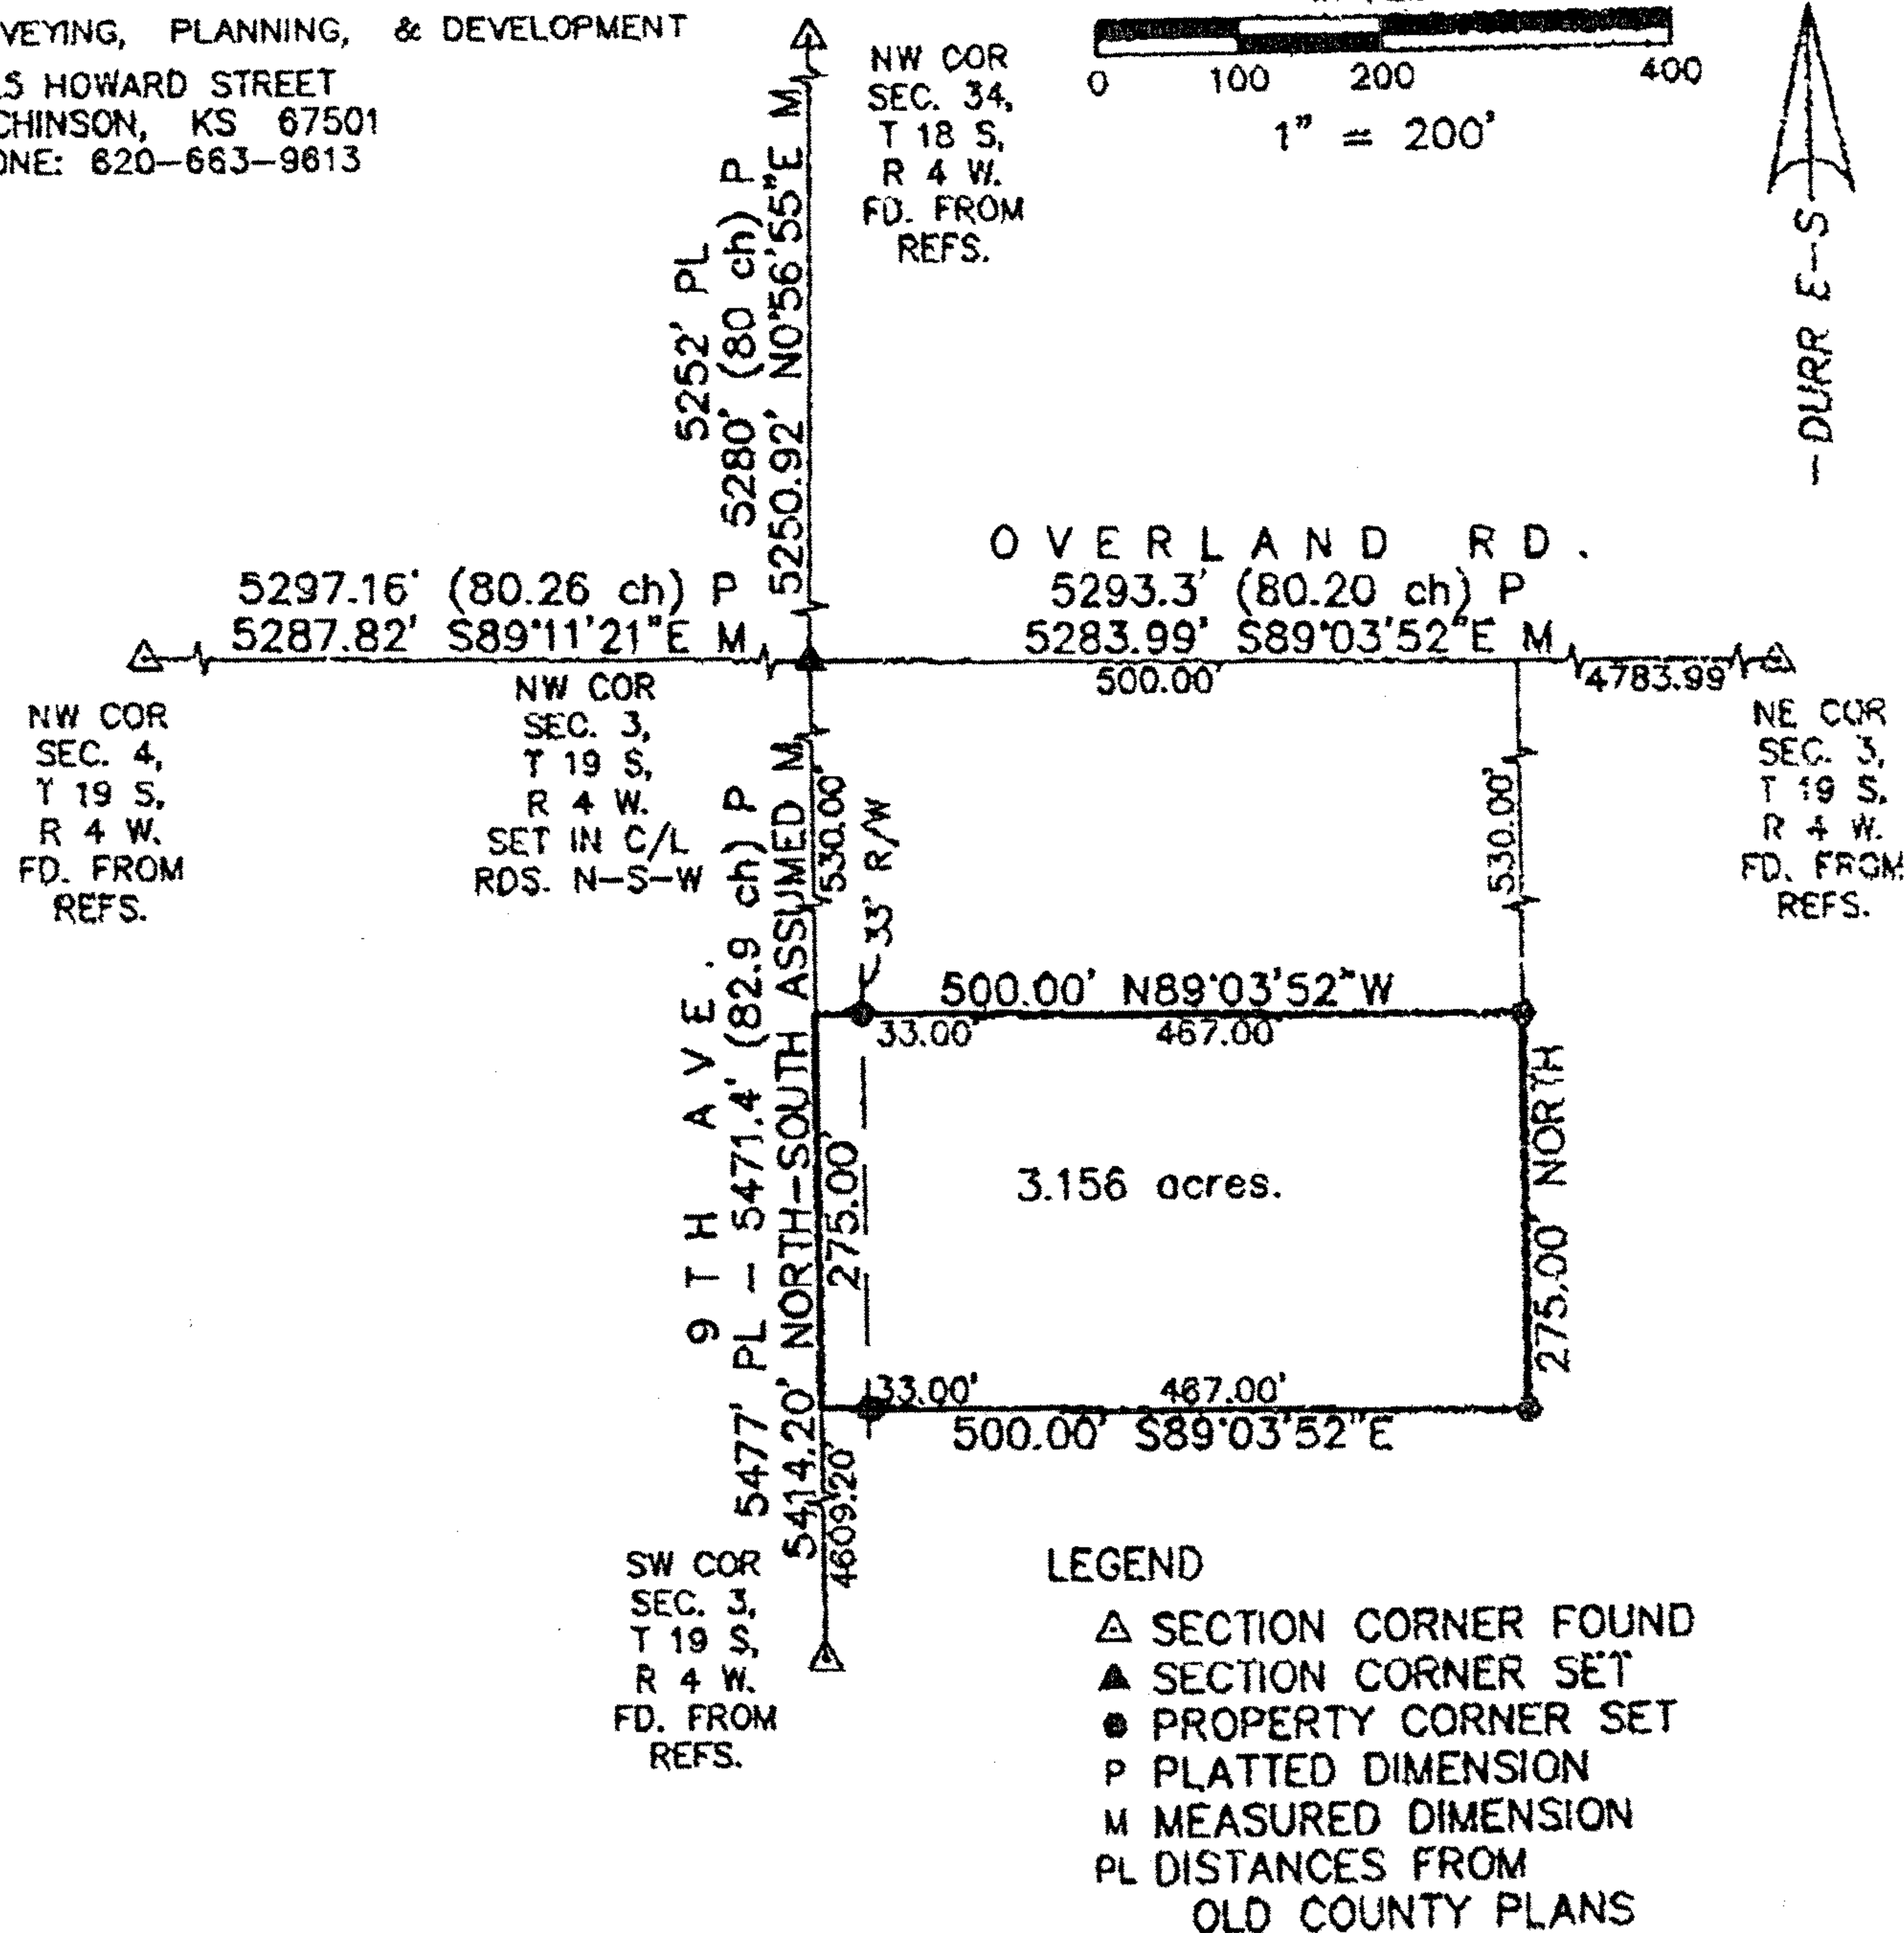 VEYING, PLANNING, & DEVELOPMENT
15 HOWARD STREET
CHINSON, KS 67501
ONE: 620-663-9613
NW COR
SEC. 34,
T 18 S,
R 4 W.
FD. FROM
REFS.
0 100 200 400
1" = 200'
-DURR E-S
5252' PL
5280' (80 ch) P
5250.92' N0°56'55"E M
OVERLAND RD.
5297.16' (80.26 ch) P
5287.82' S89°11'21"E M
5293.3' (80.20 ch) P
5283.99' S89°03'52"E M
500.00'
4783.99'
NW COR
SEC. 4,
T 19 S,
R 4 W.
FD. FROM
REFS.
NW COR
SEC. 3,
T 19 S,
R 4 W.
SET IN C/L
RDS. N-S-W
NE COR
SEC. 3,
T 19 S.
R 4 W.
FD. FROM
REFS.
530.00'
33' R/W
530.00'
9TH AVE.
5477' PL - 5471.4' (82.9 ch) P
5414.20' NORTH-SOUTH ASSUMED M
500.00' N89°03'52"W
33.00' 467.00'
275.00'
3.156 acres.
275.00' NORTH
33.00' 467.00'
500.00' S89°03'52"E
4609.20'
SW COR
SEC. 3,
T 19 S,
R 4 W.
FD. FROM
REFS.
LEGEND
SECTION CORNER FOUND
SECTION CORNER SET
PROPERTY CORNER SET
P PLATTED DIMENSION
M MEASURED DIMENSION
PL DISTANCES FROM
OLD COUNTY PLANS